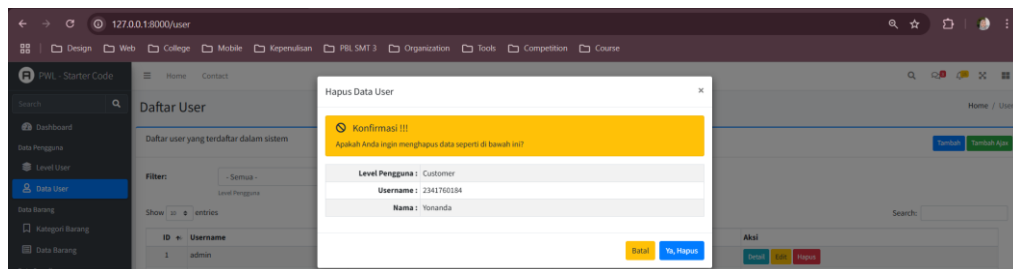 127.0.0.1:8000/user
Design Web College Mobile Kepenulisan PBL SMT 3 Organization Tools Competition Course
PWL - Starter Code
Home Contact
Search
Dashboard
Data Pengguna
Level User
Data User
Data Barang
Kategori Barang
Data Barang
Daftar User
Home / User
Daftar user yang terdaftar dalam sistem
Tambah Tambah Ajax
Filter: - Semua -
Level Pengguna
Show 10 entries
Search:
ID Username Aksi
1 admin Detail Edit Hapus
Hapus Data User ×
Konfirmasi !!!
Apakah Anda ingin menghapus data seperti di bawah ini?
Level Pengguna : Customer
Username : 2341760184
Nama : Yonanda
Batal Ya, Hapus